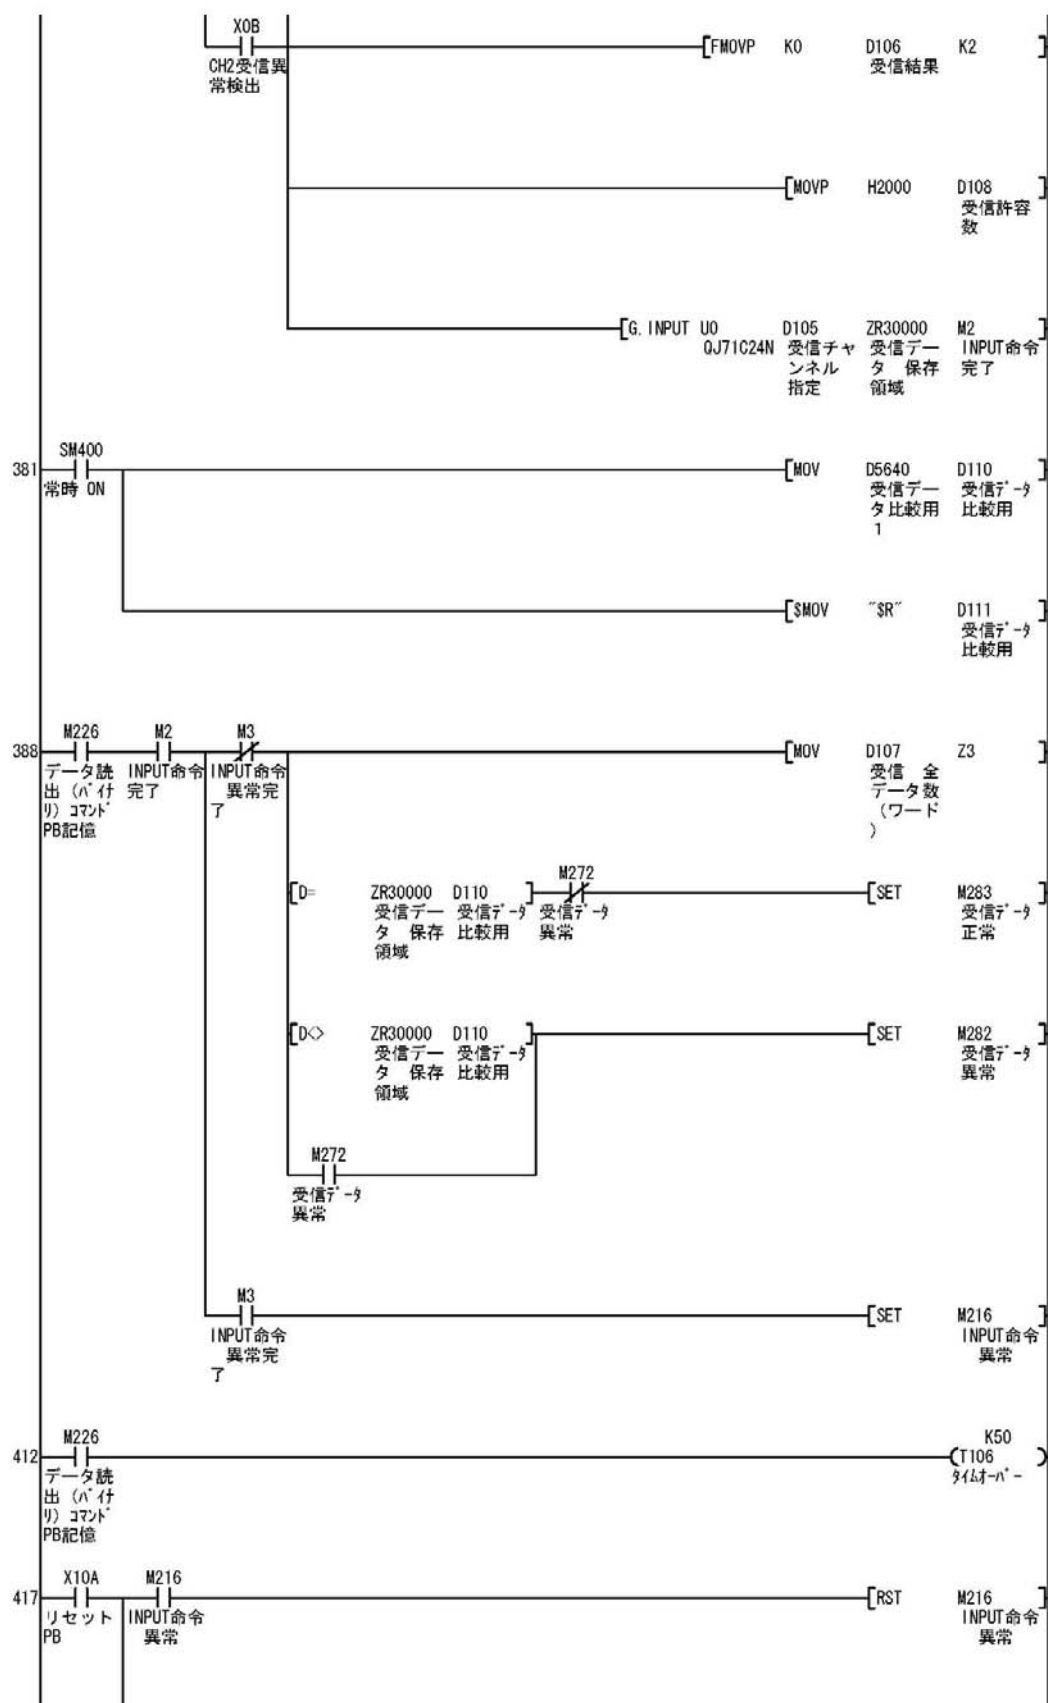 X0B
[FMOVP K0 D106 K2 ]
CH2受信異 受信結果
常検出
[MOVP H2000 D108 ]
受信許容
数
[G.INPUT U0 D105 ZR30000 M2 ]
QJ71C24N 受信チャ 受信デー INPUT命令
ンネル タ 保存 完了
指定 領域
SM400
381 [MOV D5640 D110 ]
常時 ON 受信デー 受信ﾃﾞｰﾀ
タ比較用 比較用
1
[$MOV "$R" D111 ]
受信ﾃﾞｰﾀ
比較用
M226 M2 M3
388 [MOV D107 Z3 ]
データ読 INPUT命令 INPUT命令 受信 全
出（ﾊﾞｲﾅ 完了 異常完 データ数
ﾘ）ｺﾏﾝﾄﾞ 了 （ワード
PB記憶 ）
M272
[D= ZR30000 D110 ] [SET M283 ]
受信デー 受信ﾃﾞｰﾀ 受信ﾃﾞｰﾀ 受信ﾃﾞｰﾀ
タ 保存 比較用 異常 正常
領域
[D<> ZR30000 D110 ] [SET M282 ]
受信デー 受信ﾃﾞｰﾀ 受信ﾃﾞｰﾀ
タ 保存 比較用 異常
領域
M272
受信ﾃﾞｰﾀ
異常
M3
[SET M216 ]
INPUT命令 INPUT命令
異常完 異常
了
M226 K50
412 (T106 )
データ読 ﾀｲﾑｵｰﾊﾞｰ
出（ﾊﾞｲﾅ
ﾘ）ｺﾏﾝﾄﾞ
PB記憶
X10A M216
417 [RST M216 ]
リセット INPUT命令 INPUT命令
PB 異常 異常